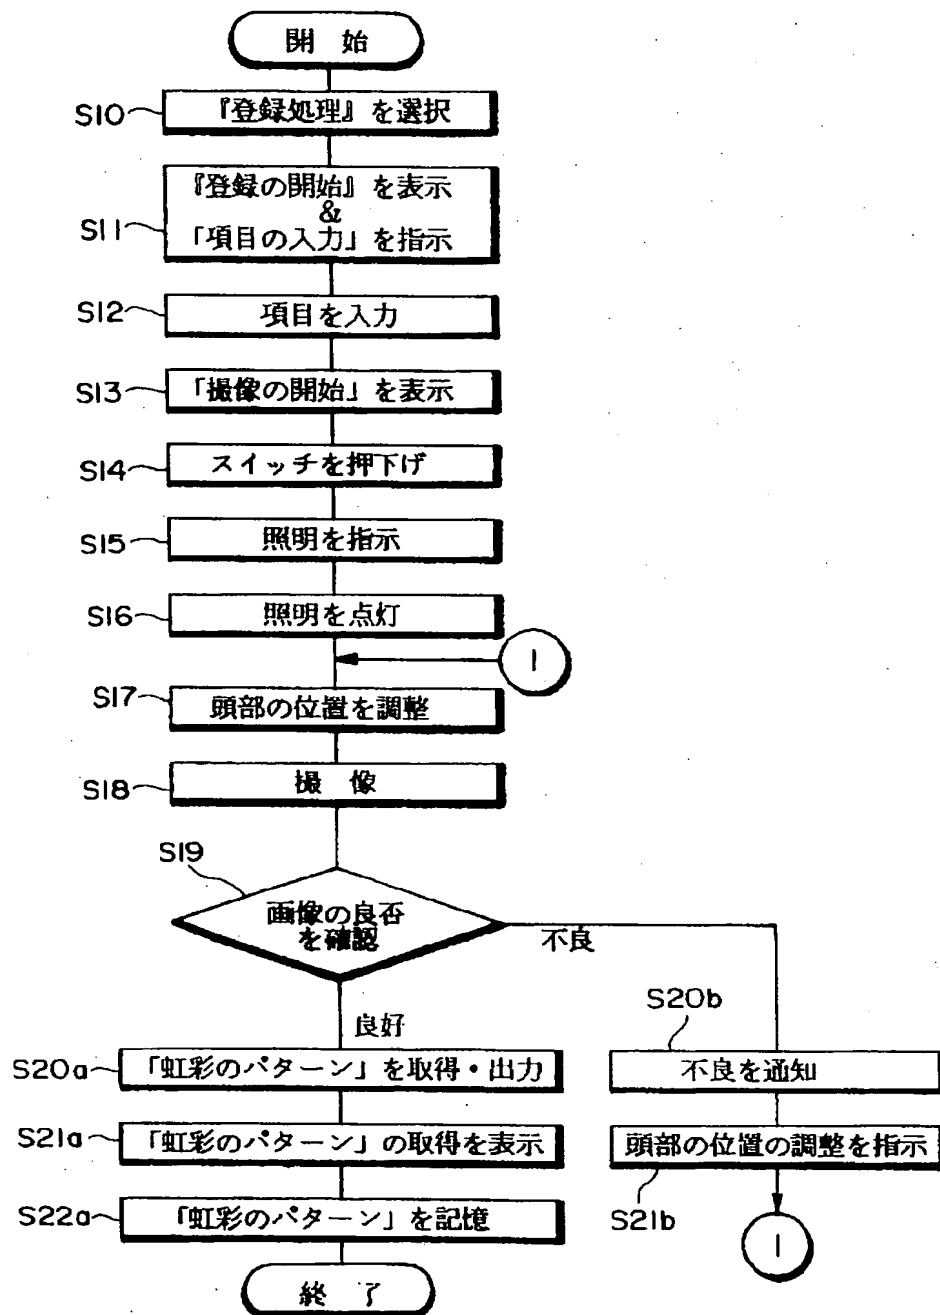 開 始
S10 『登録処理』を選択
S11 『登録の開始』を表示
&
「項目の入力」を指示
S12 項目を入力
S13 「撮像の開始」を表示
S14 スイッチを押下げ
S15 照明を指示
S16 照明を点灯
1
S17 頭部の位置を調整
S18 撮 像
S19 画像の良否
を確認
不良
良好
S20b 不良を通知
S20a 「虹彩のパターン」を取得・出力
S21a 「虹彩のパターン」の取得を表示
頭部の位置の調整を指示
S21b
S22a 「虹彩のパターン」を記憶
1
終 了